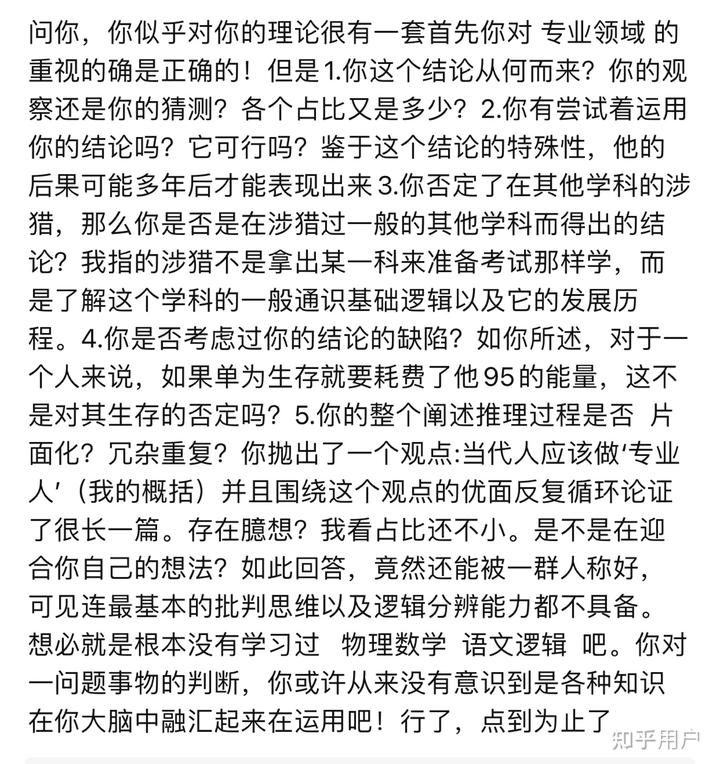 问你，你似乎对你的理论很有一套首先你对 专业领域 的
重视的确是正确的！但是1.你这个结论从何而来？你的观
察还是你的猜测？各个占比又是多少？2.你有尝试着运用
你的结论吗？它可行吗？鉴于这个结论的特殊性，他的
后果可能多年后才能表现出来3.你否定了在其他学科的涉
猎，那么你是否是在涉猎过一般的其他学科而得出的结
论？我指的涉猎不是拿出某一科来准备考试那样学，而
是了解这个学科的一般通识基础逻辑以及它的发展历
程。4.你是否考虑过你的结论的缺陷？如你所述，对于一
个人来说，如果单为生存就要耗费了他95的能量，这不
是对其生存的否定吗？5.你的整个阐述推理过程是否 片
面化？冗杂重复？你抛出了一个观点:当代人应该做‘专业
人’（我的概括）并且围绕这个观点的优面反复循环论证
了很长一篇。存在臆想？我看占比还不小。是不是在迎
合你自己的想法？如此回答，竟然还能被一群人称好，
可见连最基本的批判思维以及逻辑分辨能力都不具备。
想必就是根本没有学习过 物理数学 语文逻辑 吧。你对
一问题事物的判断，你或许从来没有意识到是各种知识
在你大脑中融汇起来在运用吧！行了，点到为止了
知乎用户